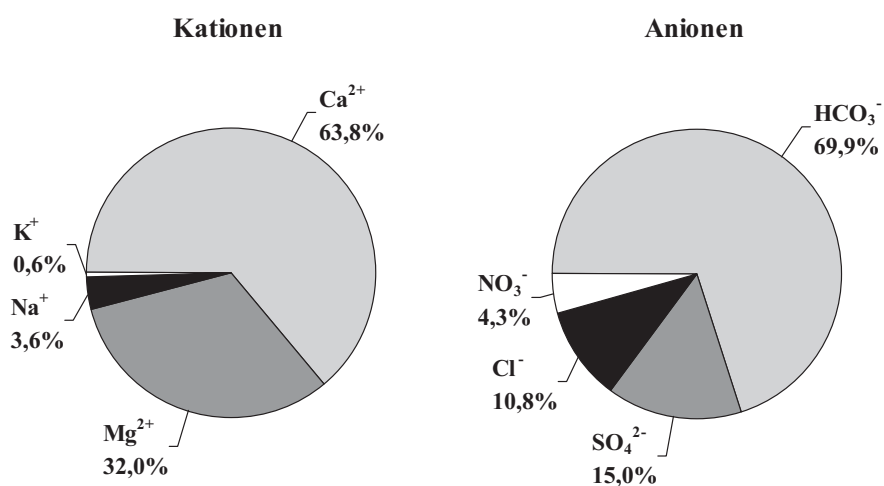 Kationen
Ca²⁺
63,8%
K⁺
0,6%
Na⁺
3,6%
Mg²⁺
32,0%
Anionen
HCO₃⁻
69,9%
NO₃⁻
4,3%
Cl⁻
10,8%
SO₄²⁻
15,0%